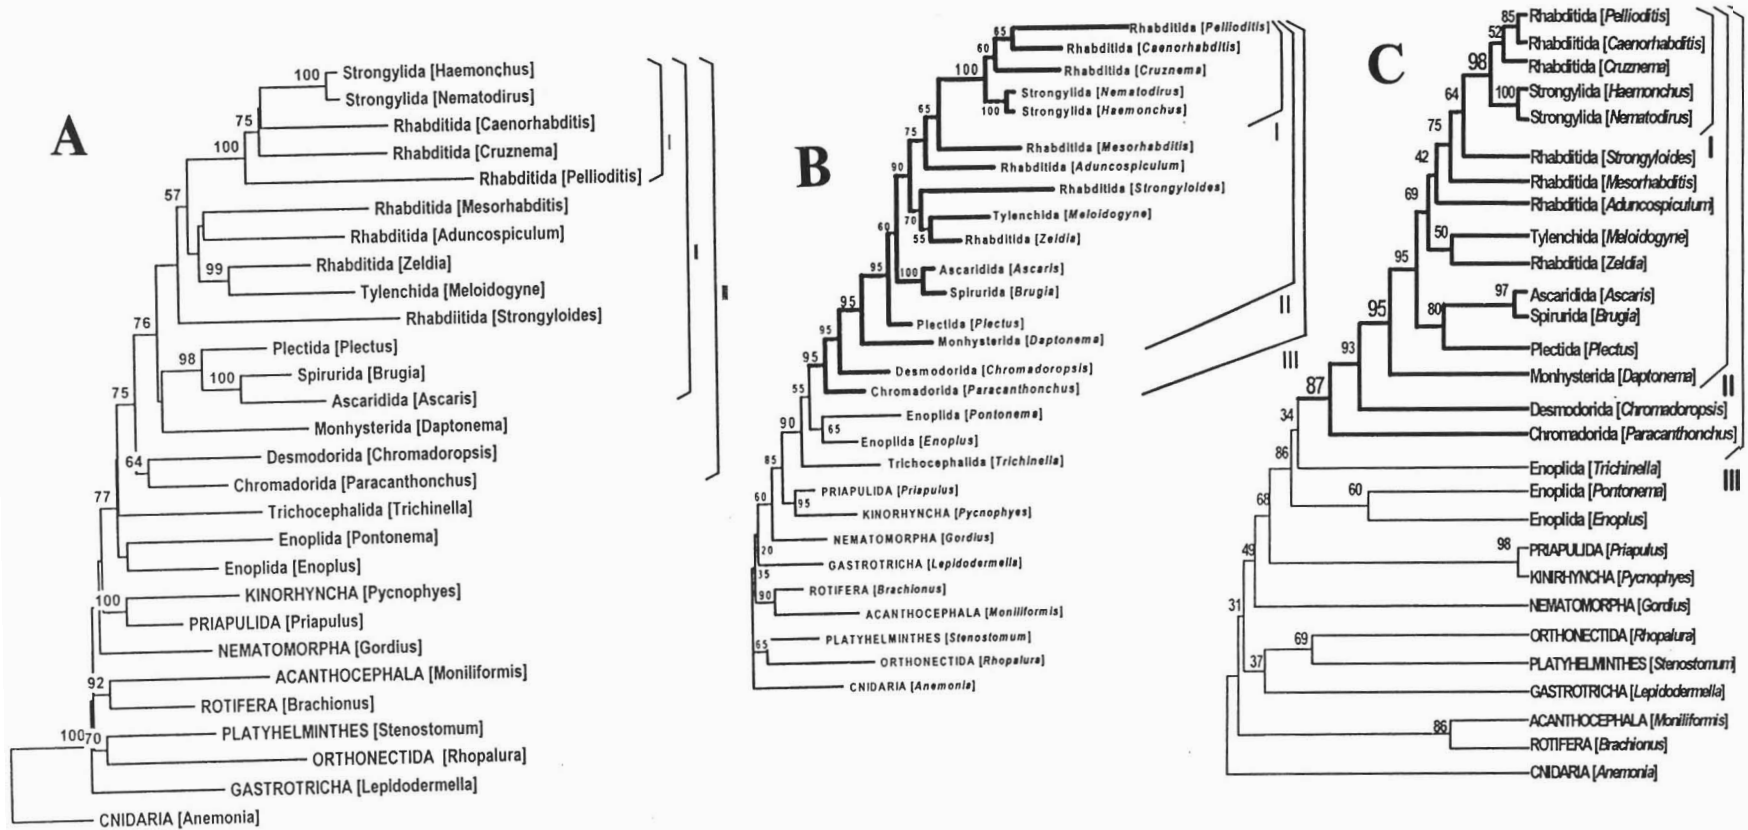 A
100
Strongylida [Haemonchus]
Strongylida [Nematodirus]
75
Rhabditida [Caenorhabditis]
100
Rhabditida [Cruznema]
I
Rhabditida [Pellioditis]
57
Rhabditida [Mesorhabditis]
Rhabditida [Aduncospiculum]
I
99
Rhabditida [Zeldia]
Tylenchida [Meloidogyne]
Rhabdiitida [Strongyloides]
76
Plectida [Plectus]
98
100
Spirurida [Brugia]
75
Ascaridida [Ascaris]
Monhysterida [Daptonema]
64
Desmodorida [Chromadoropsis]
Chromadorida [Paracanthonchus]
77
Trichocephalida [Trichinella]
Enoplida [Pontonema]
Enoplida [Enoplus]
100
KINORHYNCHA [Pycnophyes]
PRIAPULIDA [Priapulus]
NEMATOMORPHA [Gordius]
92
ACANTHOCEPHALA [Moniliformis]
ROTIFERA [Brachionus]
100
70
PLATYHELMINTHES [Stenostomum]
ORTHONECTIDA [Rhopalura]
GASTROTRICHA [Lepidodermella]
CNIDARIA [Anemonia]
B
65
Rhabditida [Pellioditis]
60
Rhabditida [Caenorhabditis]
100
Rhabditida [Cruznema]
Strongylida [Nematodirus]
100
Strongylida [Haemonchus]
I
65
75
Rhabditida [Mesorhabditis]
Rhabditida [Aduncospiculum]
90
Rhabditida [Strongyloides]
70
Tylenchida [Meloidogyne]
55
Rhabditida [Zeldia]
60
95
100
Ascaridida [Ascaris]
Spirurida [Brugia]
II
95
Plectida [Plectus]
95
Monhysterida [Daptonema]
III
95
Desmodorida [Chromadoropsis]
Chromadorida [Paracanthonchus]
55
Enoplida [Pontonema]
90
65
Enoplida [Enoplus]
Trichocephalida [Trichinella]
85
PRIAPULIDA [Priapulus]
60
95
KINORHYNCHA [Pycnophyes]
NEMATOMORPHA [Gordius]
20
GASTROTRICHA [Lepidodermella]
35
ROTIFERA [Brachionus]
90
ACANTHOCEPHALA [Moniliformis]
65
PLATYHELMINTHES [Stenostomum]
ORTHONECTIDA [Rhopalura]
CNIDARIA [Anemonia]
C
85
Rhabditida [Pellioditis]
52
Rhabdiitida [Caenorhabditis]
98
Rhabditida [Cruznema]
64
100
Strongylida [Haemonchus]
Strongylida [Nematodirus]
I
75
42
Rhabditida [Strongyloides]
Rhabditida [Mesorhabditis]
69
Rhabditida [Aduncospiculum]
50
Tylenchida [Meloidogyne]
95
Rhabditida [Zeldia]
97
Ascaridida [Ascaris]
95
80
Spirurida [Brugia]
93
Plectida [Plectus]
Monhysterida [Daptonema]
II
87
Desmodorida [Chromadoropsis]
34
Chromadorida [Paracanthonchus]
86
Enoplida [Trichinella]
III
68
60
Enoplida [Pontonema]
Enoplida [Enoplus]
49
98
PRIAPULIDA [Priapulus]
KINIRHYNCHA [Pycnophyes]
31
NEMATOMORPHA [Gordius]
69
ORTHONECTIDA [Rhopalura]
37
PLATYHELMINTHES [Stenostomum]
GASTROTRICHA [Lepidodermella]
86
ACANTHOCEPHALA [Moniliformis]
ROTIFERA [Brachionus]
CNIDARIA [Anemonia]